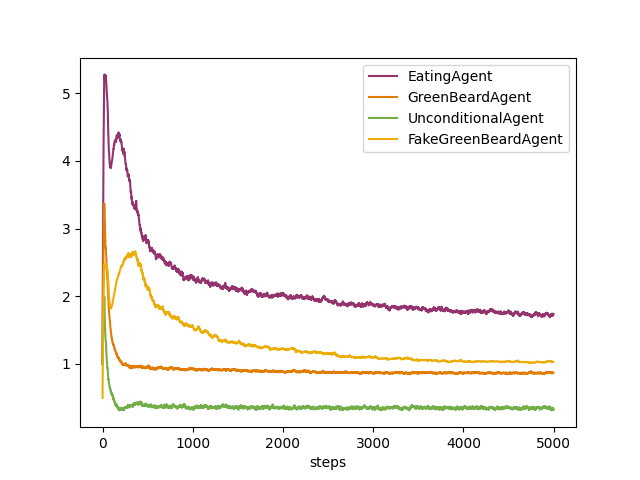 EatingAgent
GreenBeardAgent
UnconditionalAgent
FakeGreenBeardAgent
5
4
3
2
1
0 1000 2000 3000 4000 5000
steps